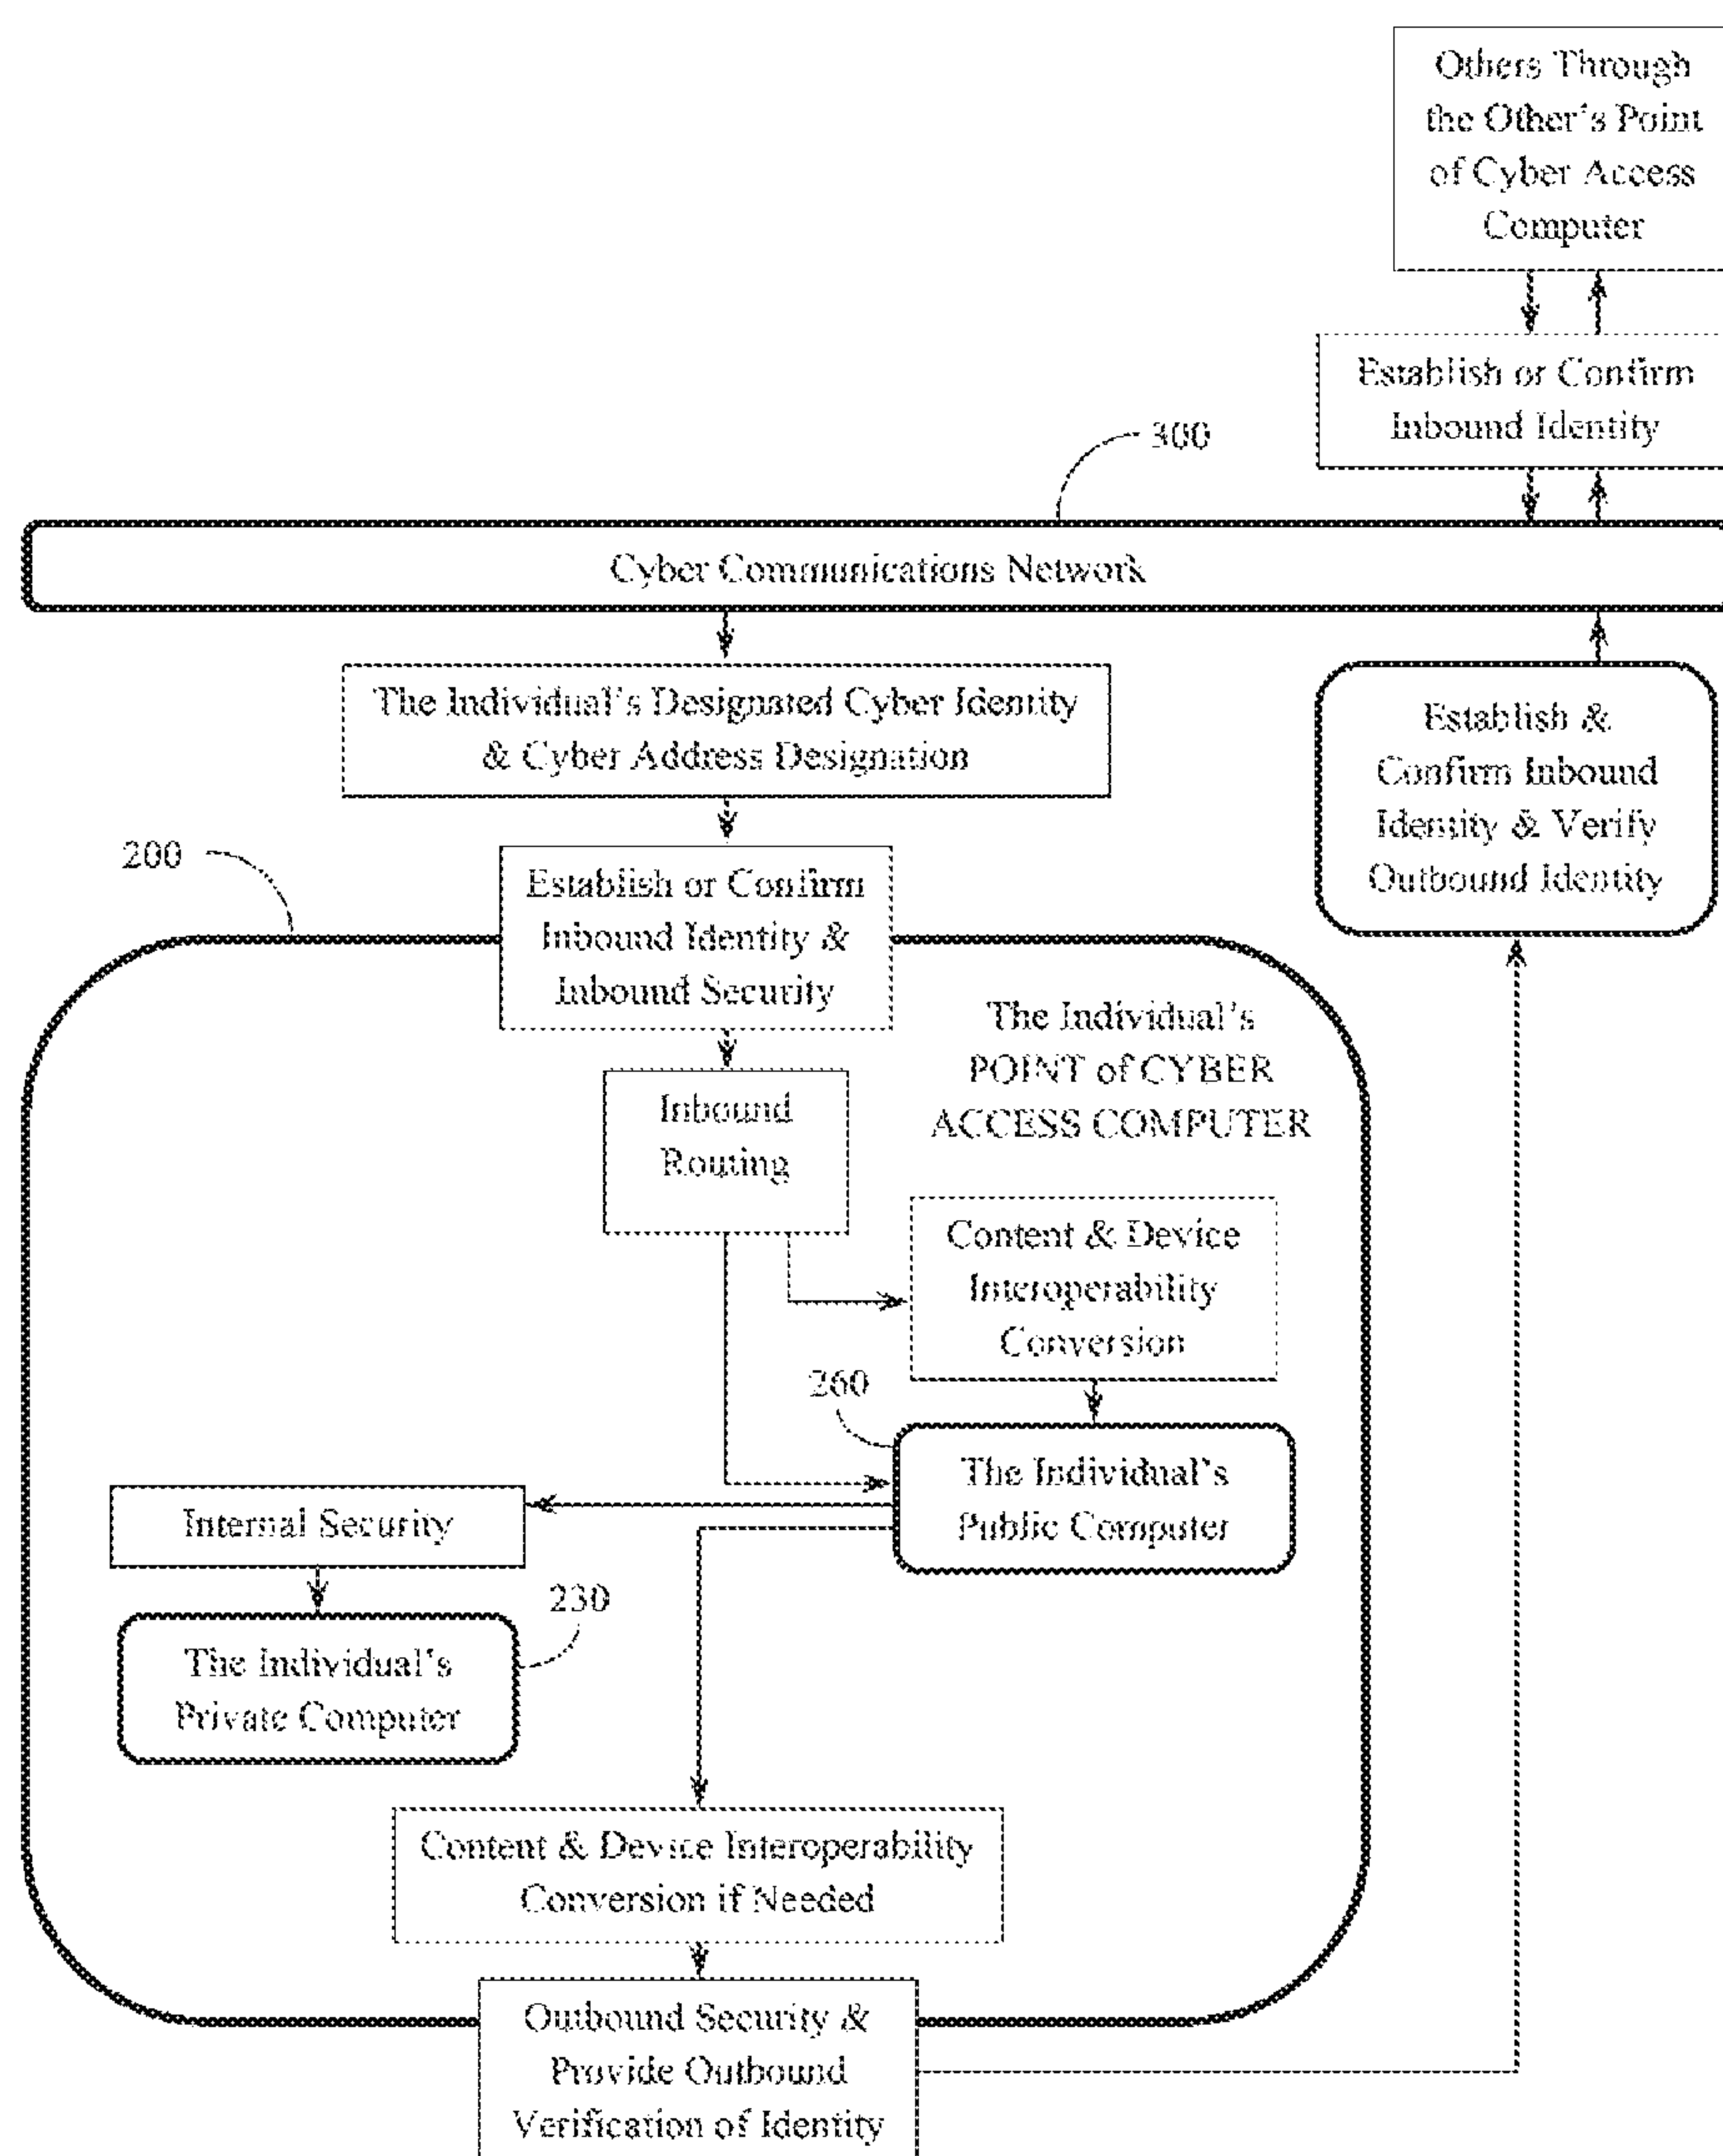 Others Through
the Other's Point
of Cyber Access
Computer
Establish or Confirm
Inbound Identity
300
Cyber Communications Network
The Individual's Designated Cyber Identity
& Cyber Address Designation
Establish &
Confirm Inbound
Identity & Verify
Outbound Identity
200
Establish or Confirm
Inbound Identity &
Inbound Security
The Individual's
POINT of CYBER
ACCESS COMPUTER
Inbound
Routing
Content & Device
Interoperability
Conversion
260
The Individual's
Public Computer
Internal Security
230
The Individual's
Private Computer
Content & Device Interoperability
Conversion if Needed
Outbound Security &
Provide Outbound
Verification of Identity